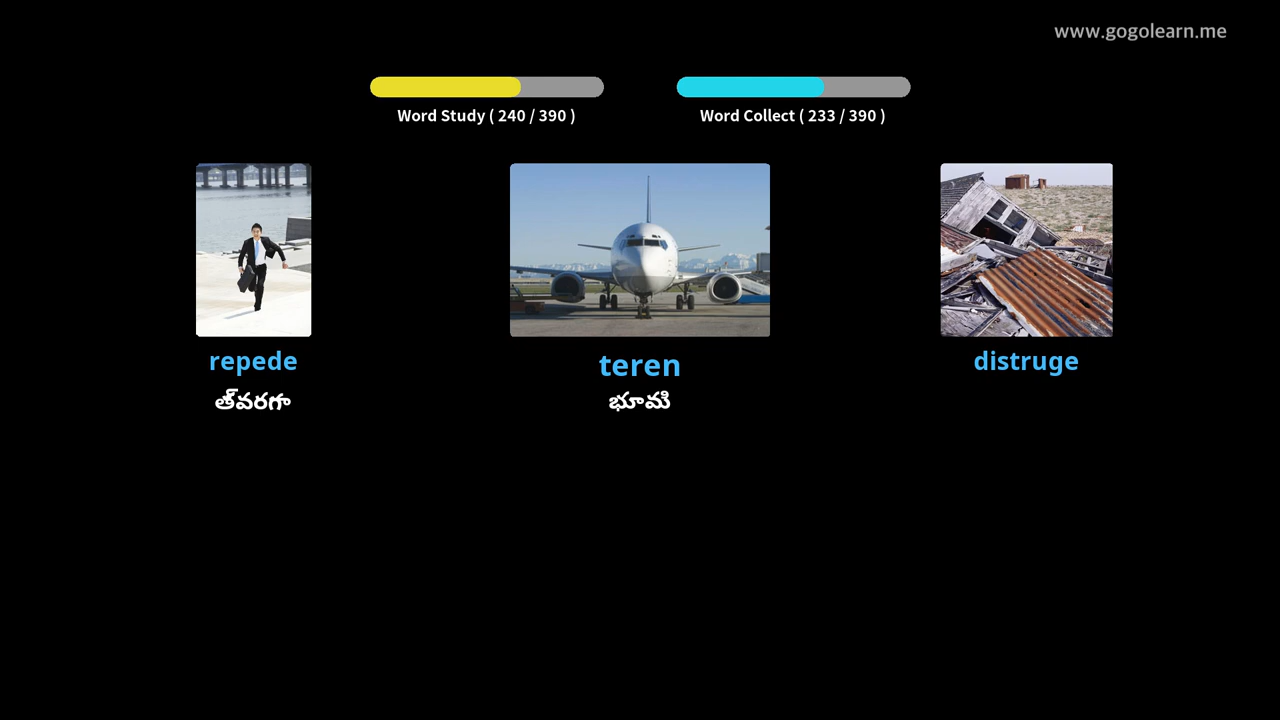 www.gogolearn.me
Word Study ( 240 / 390 )
Word Collect ( 233 / 390 )
repede
teren
distruge
త్వరగా
భూమి